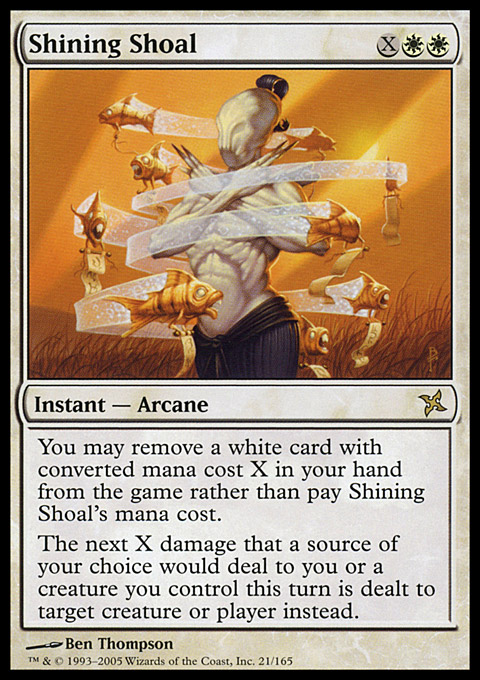 Shining Shoal X
Instant — Arcane
You may remove a white card with
converted mana cost X in your hand
from the game rather than pay Shining
Shoal's mana cost.
The next X damage that a source of
your choice would deal to you or a
creature you control this turn is dealt to
target creature or player instead.
Ben Thompson
™ & © 1993–2005 Wizards of the Coast, Inc. 21/165